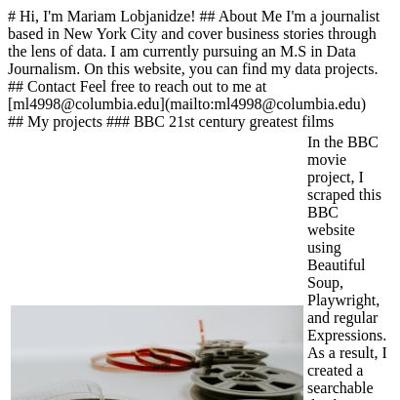 # Hi, I'm Mariam Lobjanidze! ## About Me I'm a journalist
based in New York City and cover business stories through
the lens of data. I am currently pursuing an M.S in Data
Journalism. On this website, you can find my data projects.
## Contact Feel free to reach out to me at
[ml4998@columbia.edu](mailto:ml4998@columbia.edu)
## My projects ### BBC 21st century greatest films
In the BBC
movie
project, I
scraped this
BBC
website
using
Beautiful
Soup,
Playwright,
and regular
Expressions.
As a result, I
created a
searchable